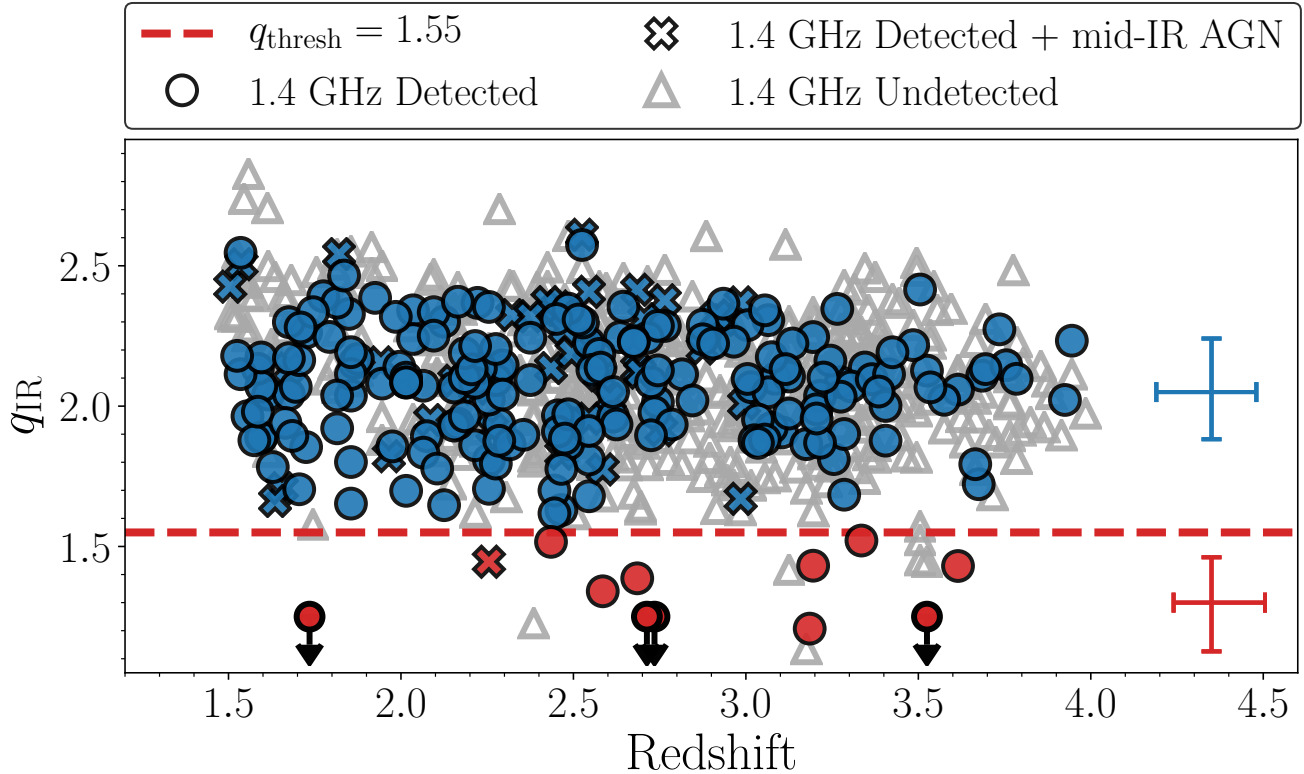 q_thresh = 1.55
1.4 GHz Detected + mid-IR AGN
1.4 GHz Detected
1.4 GHz Undetected
2.5
2.0
1.5
q_IR
1.5 2.0 2.5 3.0 3.5 4.0 4.5
Redshift